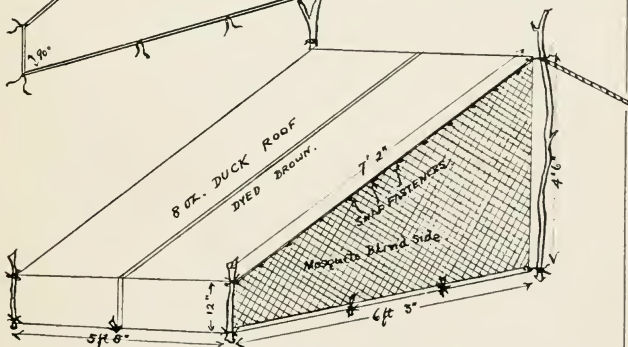 90°
8 OZ. DUCK ROOF
DYED BROWN.
7' 2"
SNAP FASTENERS
Mosquito Blind Side.
4' 6"
12"
6 ft 3"
5 ft 8"